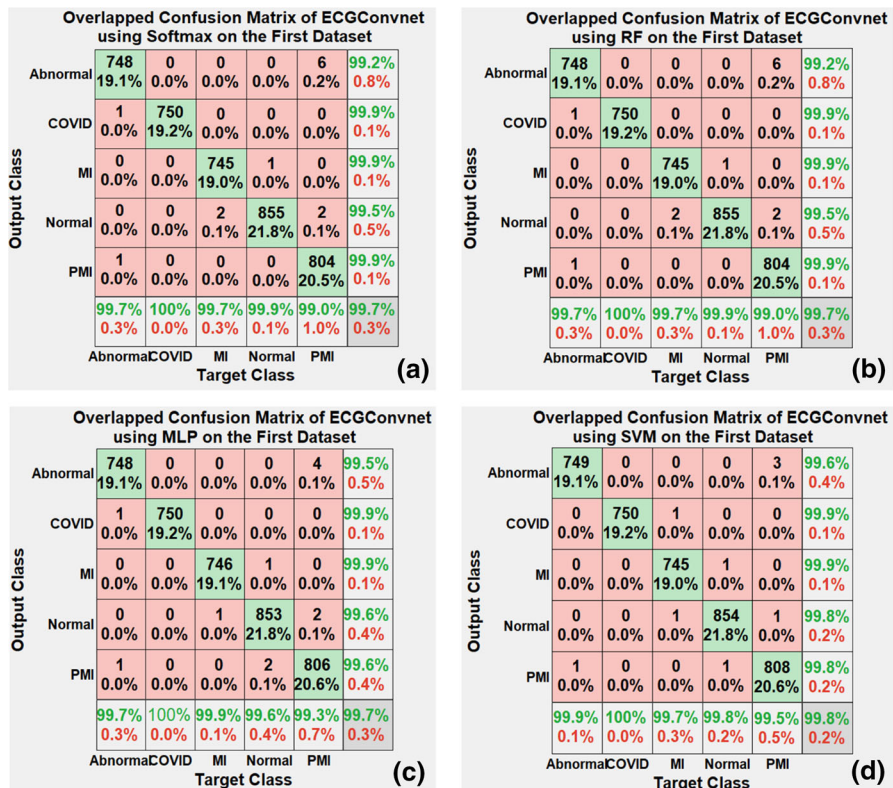 Overlapped Confusion Matrix of ECGConvnet
using Softmax on the First Dataset
Output Class
Abnormal 748 0 0 0 6 99.2%
19.1% 0.0% 0.0% 0.0% 0.2% 0.8%
COVID 1 750 0 0 0 99.9%
0.0% 19.2% 0.0% 0.0% 0.0% 0.1%
MI 0 0 745 1 0 99.9%
0.0% 0.0% 19.0% 0.0% 0.0% 0.1%
Normal 0 0 2 855 2 99.5%
0.0% 0.0% 0.1% 21.8% 0.1% 0.5%
PMI 1 0 0 0 804 99.9%
0.0% 0.0% 0.0% 0.0% 20.5% 0.1%
99.7% 100% 99.7% 99.9% 99.0% 99.7%
0.3% 0.0% 0.3% 0.1% 1.0% 0.3%
Abnormal COVID MI Normal PMI
Target Class
(a)
Overlapped Confusion Matrix of ECGConvnet
using RF on the First Dataset
Output Class
Abnormal 748 0 0 0 6 99.2%
19.1% 0.0% 0.0% 0.0% 0.2% 0.8%
COVID 1 750 0 0 0 99.9%
0.0% 19.2% 0.0% 0.0% 0.0% 0.1%
MI 0 0 745 1 0 99.9%
0.0% 0.0% 19.0% 0.0% 0.0% 0.1%
Normal 0 0 2 855 2 99.5%
0.0% 0.0% 0.1% 21.8% 0.1% 0.5%
PMI 1 0 0 0 804 99.9%
0.0% 0.0% 0.0% 0.0% 20.5% 0.1%
99.7% 100% 99.7% 99.9% 99.0% 99.7%
0.3% 0.0% 0.3% 0.1% 1.0% 0.3%
Abnormal COVID MI Normal PMI
Target Class
(b)
Overlapped Confusion Matrix of ECGConvnet
using MLP on the First Dataset
Output Class
Abnormal 748 0 0 0 4 99.5%
19.1% 0.0% 0.0% 0.0% 0.1% 0.5%
COVID 1 750 0 0 0 99.9%
0.0% 19.2% 0.0% 0.0% 0.0% 0.1%
MI 0 0 746 1 0 99.9%
0.0% 0.0% 19.1% 0.0% 0.0% 0.1%
Normal 0 0 1 853 2 99.6%
0.0% 0.0% 0.0% 21.8% 0.1% 0.4%
PMI 1 0 0 2 806 99.6%
0.0% 0.0% 0.0% 0.1% 20.6% 0.4%
99.7% 100% 99.9% 99.6% 99.3% 99.7%
0.3% 0.0% 0.1% 0.4% 0.7% 0.3%
Abnormal COVID MI Normal PMI
Target Class
(c)
Overlapped Confusion Matrix of ECGConvnet
using SVM on the First Dataset
Output Class
Abnormal 749 0 0 0 3 99.6%
19.1% 0.0% 0.0% 0.0% 0.1% 0.4%
COVID 0 750 1 0 0 99.9%
0.0% 19.2% 0.0% 0.0% 0.0% 0.1%
MI 0 0 745 1 0 99.9%
0.0% 0.0% 19.0% 0.0% 0.0% 0.1%
Normal 0 0 1 854 1 99.8%
0.0% 0.0% 0.0% 21.8% 0.0% 0.2%
PMI 1 0 0 1 808 99.8%
0.0% 0.0% 0.0% 0.0% 20.6% 0.2%
99.9% 100% 99.7% 99.8% 99.5% 99.8%
0.1% 0.0% 0.3% 0.2% 0.5% 0.2%
Abnormal COVID MI Normal PMI
Target Class
(d)